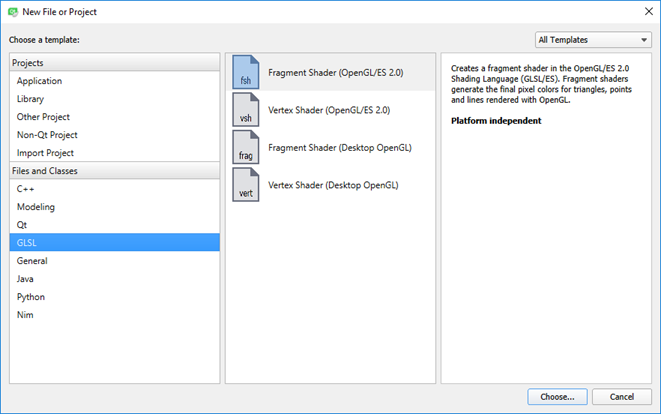 New File or Project
Choose a template:
All Templates
Projects
Application
Library
Other Project
Non-Qt Project
Import Project
Files and Classes
C++
Modeling
Qt
GLSL
General
Java
Python
Nim
fsh
Fragment Shader (OpenGL/ES 2.0)
vsh
Vertex Shader (OpenGL/ES 2.0)
frag
Fragment Shader (Desktop OpenGL)
vert
Vertex Shader (Desktop OpenGL)
Creates a fragment shader in the OpenGL/ES 2.0
Shading Language (GLSL/ES). Fragment shaders
generate the final pixel colors for triangles, points
and lines rendered with OpenGL.
Platform independent
Choose...
Cancel